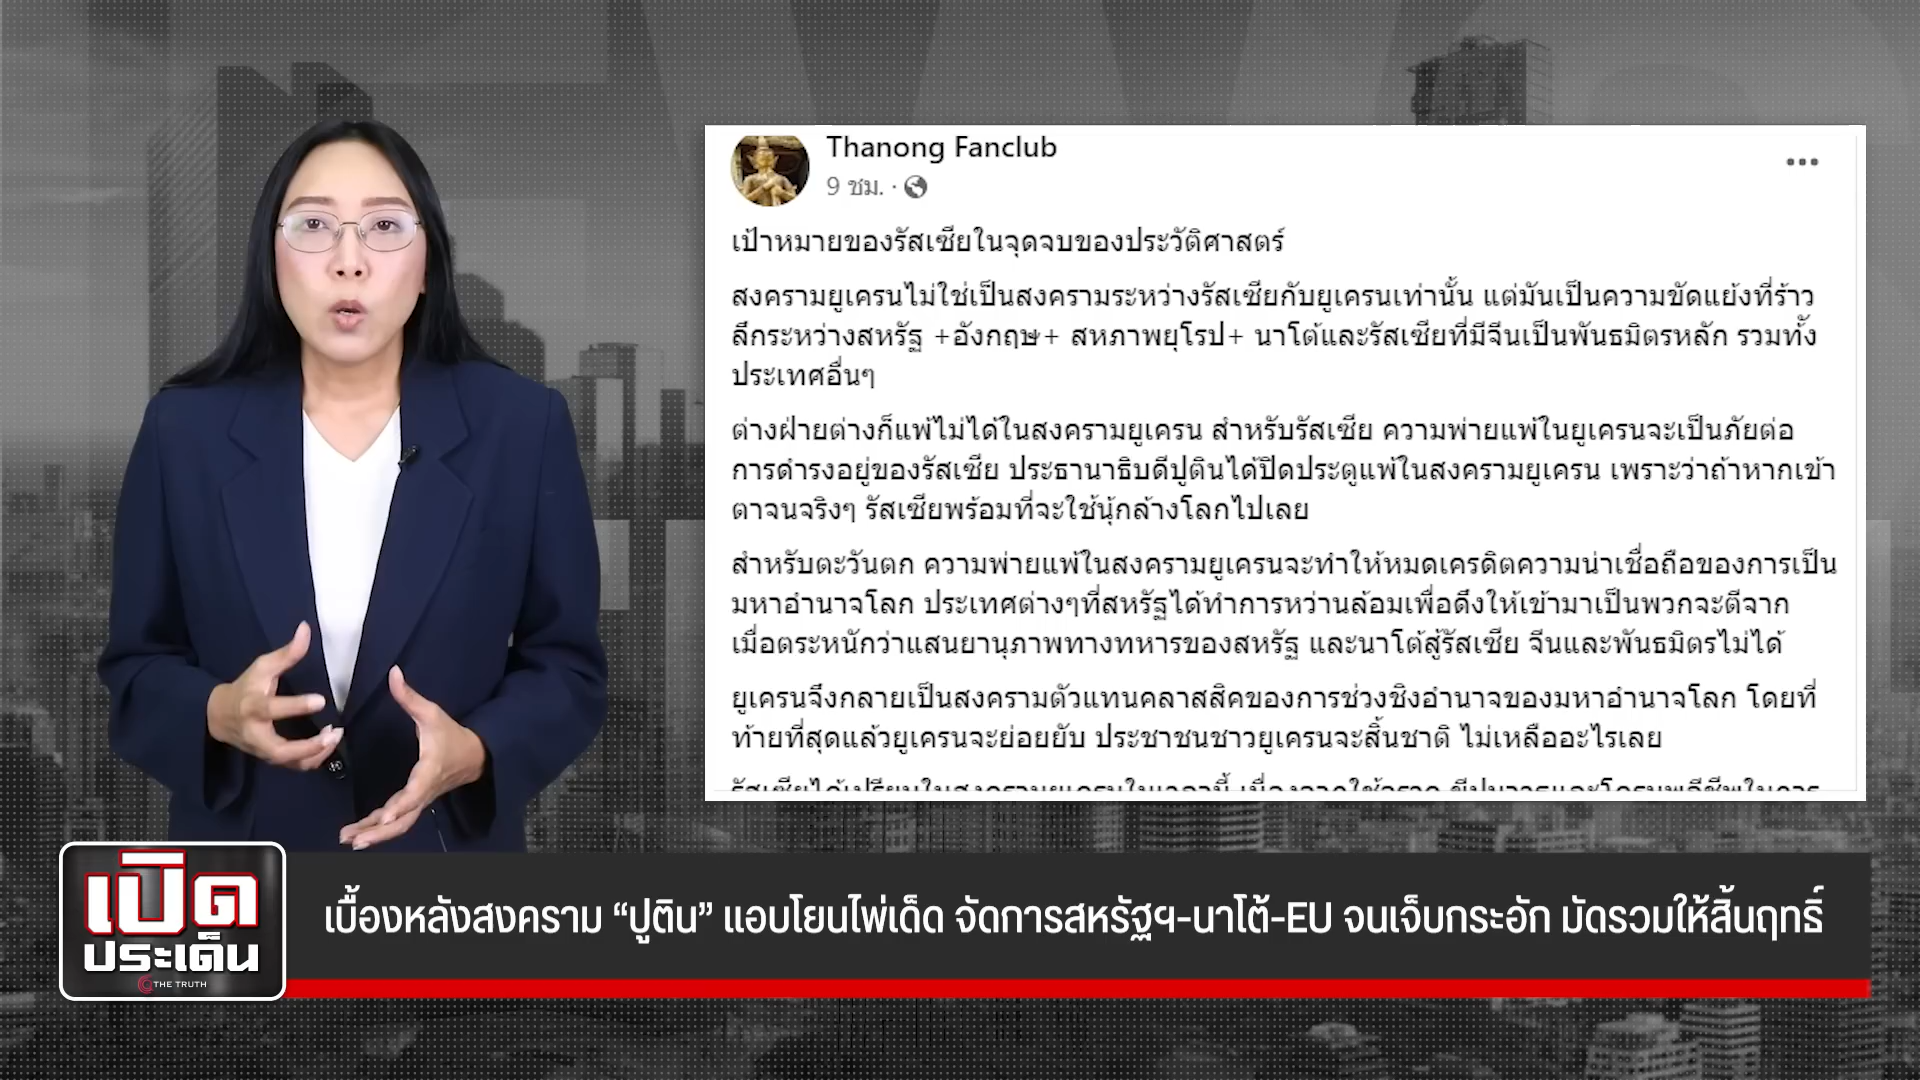 Thanong Fanclub
9 ชม. ·
เป้าหมายของรัสเซียในจุดจบของประวัติศาสตร์
สงครามยูเครนไม่ใช่เป็นสงครามระหว่างรัสเซียกับยูเครนเท่านั้น แต่มันเป็นความขัดแย้งที่ร้าว
ลึกระหว่างสหรัฐ +อังกฤษ+ สหภาพยุโรป+ นาโต้และรัสเซียที่มีจีนเป็นพันธมิตรหลัก รวมทั้ง
ประเทศอื่นๆ
ต่างฝ่ายต่างก็แพ้ไม่ได้ในสงครามยูเครน สำหรับรัสเซีย ความพ่ายแพ้ในยูเครนจะเป็นภัยต่อ
การดำรงอยู่ของรัสเซีย ประธานาธิบดีปูตินได้ปิดประตูแพ้ในสงครามยูเครน เพราะว่าถ้าหากเข้า
ตาจนจริงๆ รัสเซียพร้อมที่จะใช้นุ้กล้างโลกไปเลย
สำหรับตะวันตก ความพ่ายแพ้ในสงครามยูเครนจะทำให้หมดเครดิตความน่าเชื่อถือของการเป็น
มหาอำนาจโลก ประเทศต่างๆที่สหรัฐได้ทำการหว่านล้อมเพื่อดึงให้เข้ามาเป็นพวกจะตีจาก
เมื่อตระหนักว่าแสนยานุภาพทางทหารของสหรัฐ และนาโต้สู้รัสเซีย จีนและพันธมิตรไม่ได้
ยูเครนจึงกลายเป็นสงครามตัวแทนคลาสสิคของการช่วงชิงอำนาจของมหาอำนาจโลก โดยที่
ท้ายที่สุดแล้วยูเครนจะย่อยยับ ประชาชนชาวยูเครนจะสิ้นชาติ ไม่เหลืออะไรเลย
เปิด
ประเด็น
THE TRUTH
เบื้องหลังสงคราม “ปูติน” แอบโยนไพ่เด็ด จัดการสหรัฐฯ-นาโต้-EU จนเจ็บกระอัก มัดรวมให้สิ้นฤทธิ์